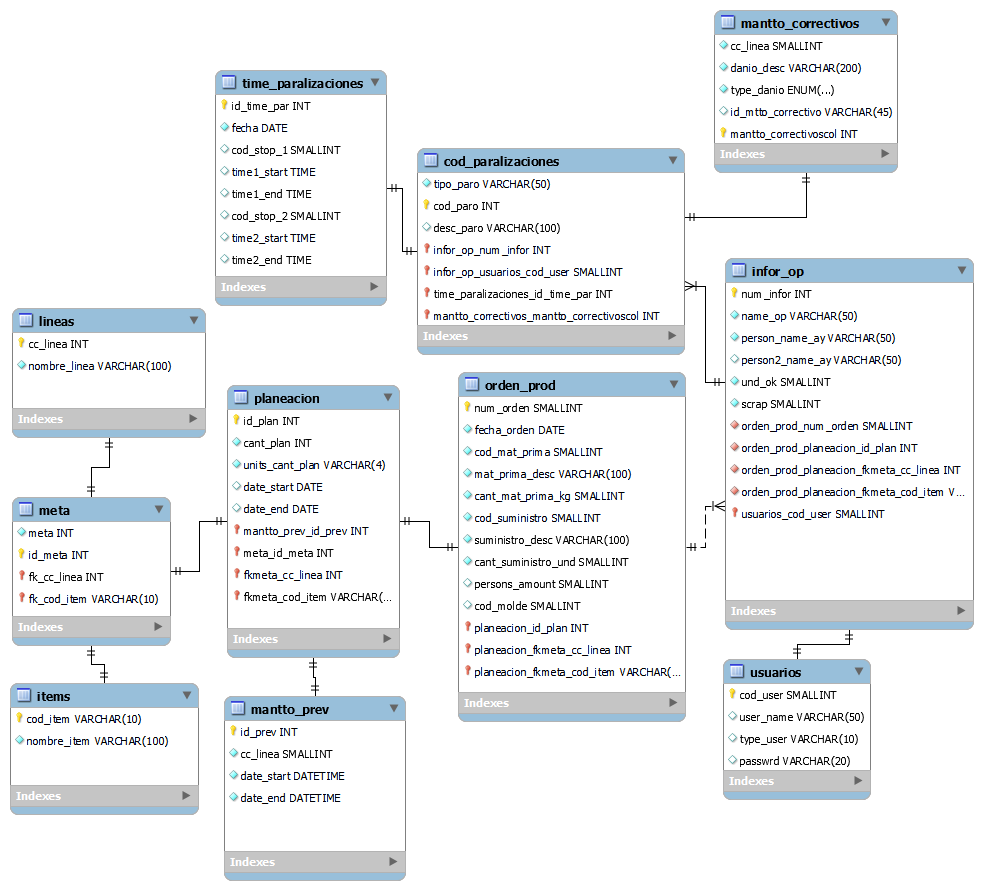 mantto_correctivos
cc_linea SMALLINT
danio_desc VARCHAR(200)
type_danio ENUM(...)
id_mtto_correctivo VARCHAR(45)
mantto_correctivoscol INT
Indexes
time_paralizaciones
id_time_par INT
fecha DATE
cod_stop_1 SMALLINT
time1_start TIME
time1_end TIME
cod_stop_2 SMALLINT
time2_start TIME
time2_end TIME
Indexes
cod_paralizaciones
tipo_paro VARCHAR(50)
cod_paro INT
desc_paro VARCHAR(100)
infor_op_num_infor INT
infor_op_usuarios_cod_user SMALLINT
time_paralizaciones_id_time_par INT
mantto_correctivos_mantto_correctivoscol INT
Indexes
infor_op
num_infor INT
name_op VARCHAR(50)
person_name_ay VARCHAR(50)
person2_name_ay VARCHAR(50)
und_ok SMALLINT
scrap SMALLINT
orden_prod_num_orden SMALLINT
orden_prod_planeacion_id_plan INT
orden_prod_planeacion_fkmeta_cc_linea INT
orden_prod_planeacion_fkmeta_cod_item V...
usuarios_cod_user SMALLINT
Indexes
lineas
cc_linea INT
nombre_linea VARCHAR(100)
Indexes
planeacion
id_plan INT
cant_plan INT
units_cant_plan VARCHAR(4)
date_start DATE
date_end DATE
mantto_prev_id_prev INT
meta_id_meta INT
fkmeta_cc_linea INT
fkmeta_cod_item VARCHAR(...
Indexes
orden_prod
num_orden SMALLINT
fecha_orden DATE
cod_mat_prima SMALLINT
mat_prima_desc VARCHAR(100)
cant_mat_prima_kg SMALLINT
cod_suministro SMALLINT
suministro_desc VARCHAR(100)
cant_suministro_und SMALLINT
persons_amount SMALLINT
cod_molde SMALLINT
planeacion_id_plan INT
planeacion_fkmeta_cc_linea INT
planeacion_fkmeta_cod_item VARCHAR(...
Indexes
meta
meta INT
id_meta INT
fk_cc_linea INT
fk_cod_item VARCHAR(10)
Indexes
items
cod_item VARCHAR(10)
nombre_item VARCHAR(100)
Indexes
mantto_prev
id_prev INT
cc_linea SMALLINT
date_start DATETIME
date_end DATETIME
Indexes
usuarios
cod_user SMALLINT
user_name VARCHAR(50)
type_user VARCHAR(10)
passwrd VARCHAR(20)
Indexes